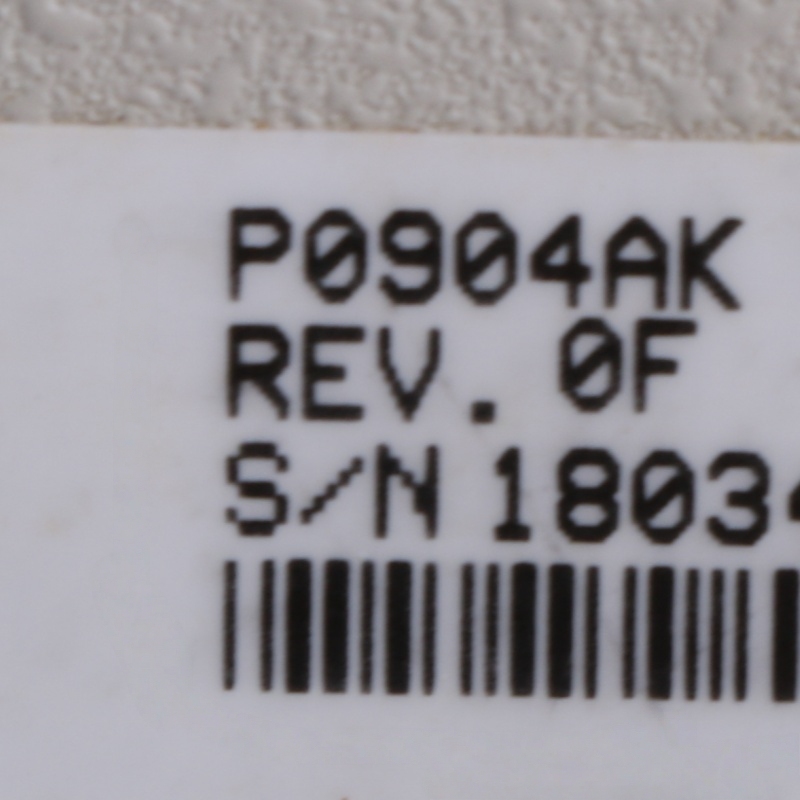 P0904AK
REV. 0F
S/N 1803